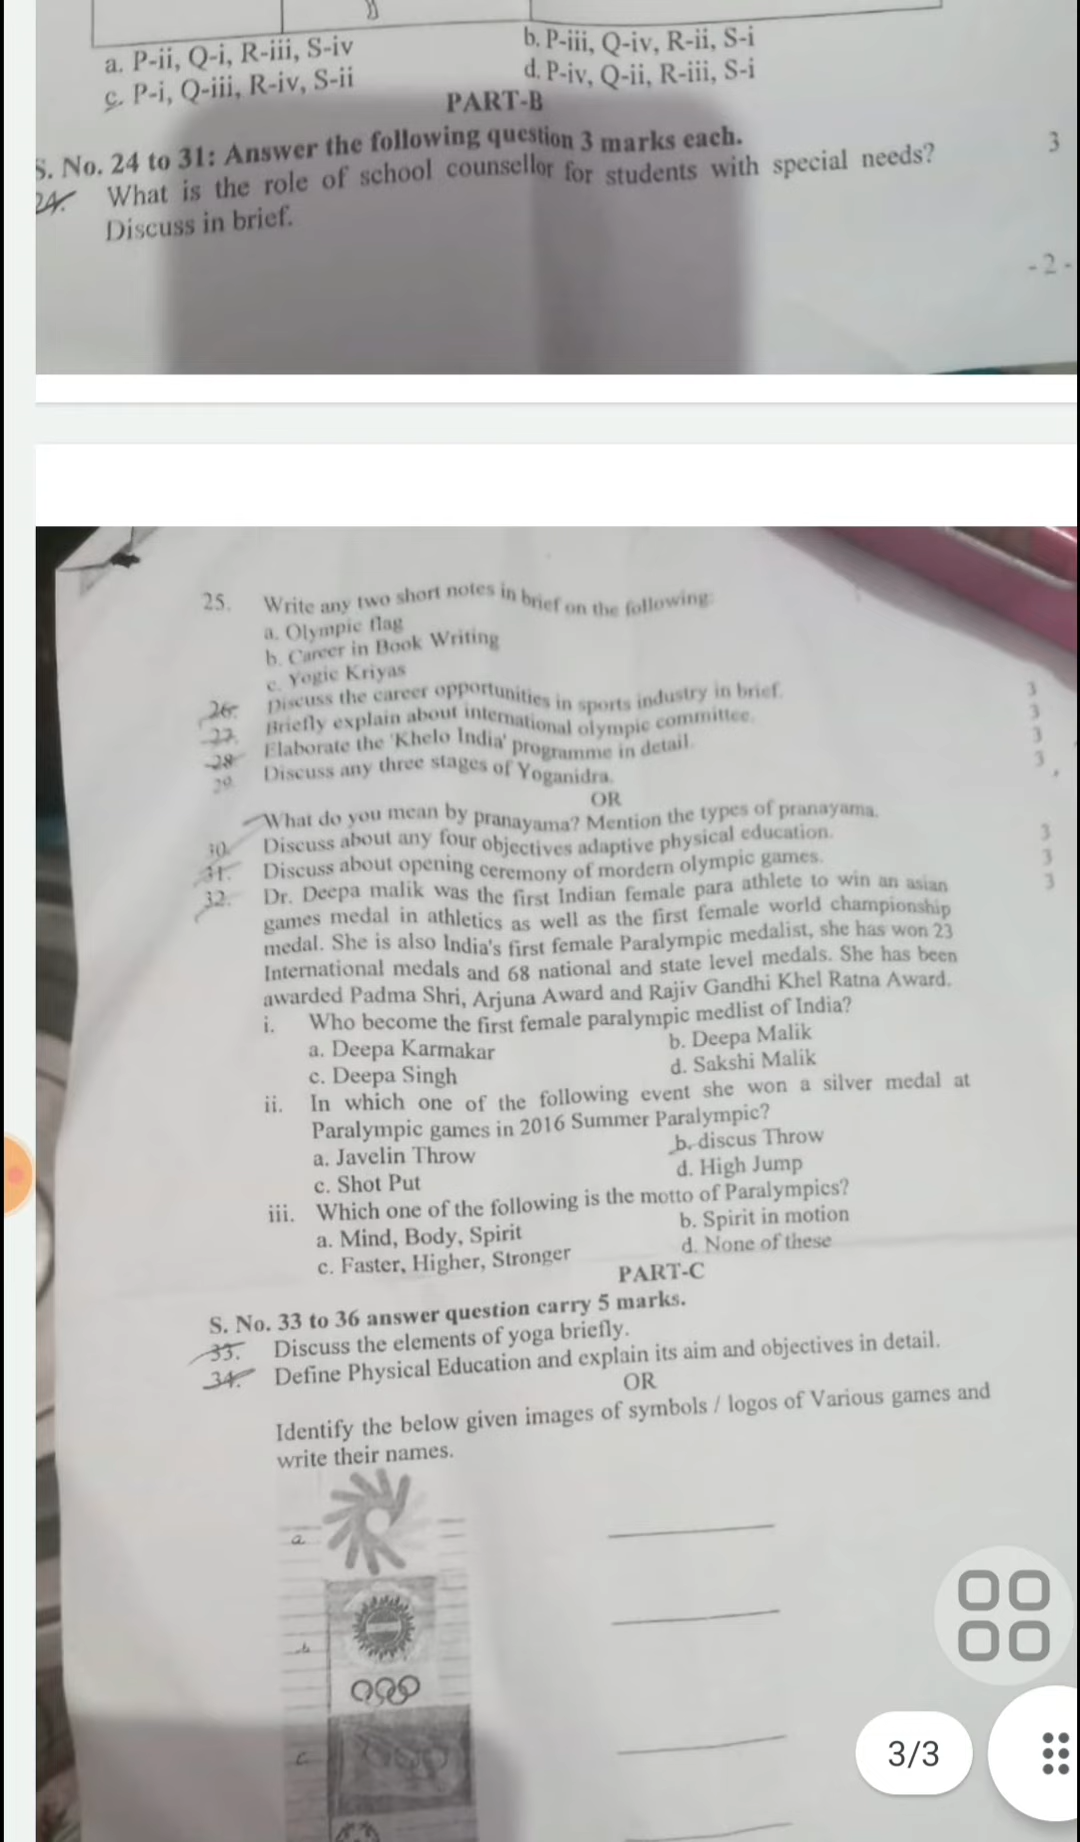 a. P-ii, Q-i, R-iii, S-iv
b. P-iii, Q-iv, R-ii, S-i
c. P-i, Q-iii, R-iv, S-ii
d. P-iv, Q-ii, R-iii, S-i
PART-B
S. No. 24 to 31: Answer the following question 3 marks each.
24. What is the role of school counsellor for students with special needs? 3
Discuss in brief.
- 2 -
25. Write any two short notes in brief on the following:
a. Olympic flag
b. Career in Book Writing
c. Yogic Kriyas
26. Discuss the career opportunities in sports industry in brief. 3
27. Briefly explain about international olympic committee. 3
28 Elaborate the 'Khelo India' programme in detail. 3
29. Discuss any three stages of Yoganidra. 3
OR
What do you mean by pranayama? Mention the types of pranayama.
30. Discuss about any four objectives adaptive physical education. 3
31. Discuss about opening ceremony of mordern olympic games. 3
32. Dr. Deepa malik was the first Indian female para athlete to win an asian 3
games medal in athletics as well as the first female world championship
medal. She is also India's first female Paralympic medalist, she has won 23
International medals and 68 national and state level medals. She has been
awarded Padma Shri, Arjuna Award and Rajiv Gandhi Khel Ratna Award.
i. Who become the first female paralympic medlist of India?
a. Deepa Karmakar
b. Deepa Malik
c. Deepa Singh
d. Sakshi Malik
ii. In which one of the following event she won a silver medal at
Paralympic games in 2016 Summer Paralympic?
a. Javelin Throw
b. discus Throw
c. Shot Put
d. High Jump
iii. Which one of the following is the motto of Paralympics?
a. Mind, Body, Spirit
b. Spirit in motion
c. Faster, Higher, Stronger
d. None of these
PART-C
S. No. 33 to 36 answer question carry 5 marks.
33. Discuss the elements of yoga briefly.
34. Define Physical Education and explain its aim and objectives in detail.
OR
Identify the below given images of symbols / logos of Various games and
write their names.
a.
b
c
3/3